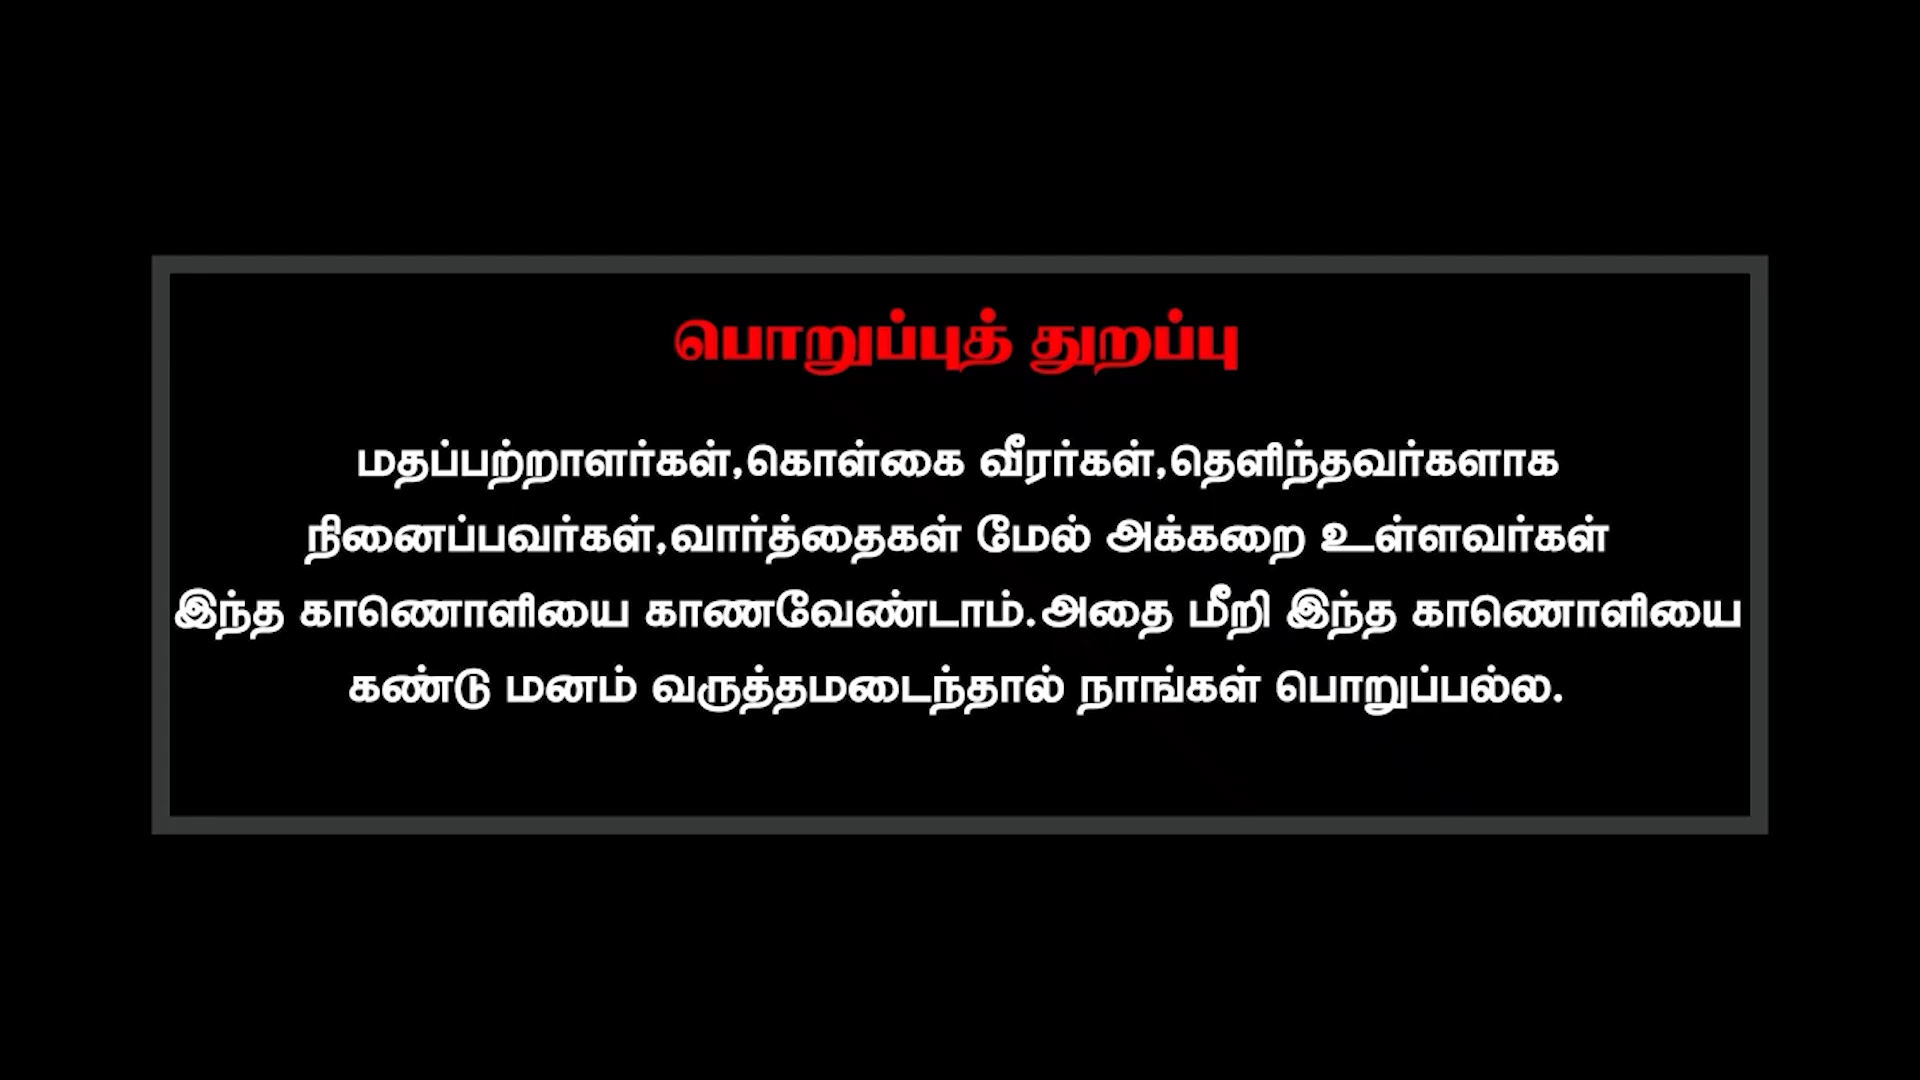 பொறுப்புத் துறப்பு
மதப்பற்றாளர்கள்,கொள்கை வீரர்கள்,தெளிந்தவர்களாக
நினைப்பவர்கள்,வார்த்தைகள் மேல் அக்கறை உள்ளவர்கள்
இந்த காணொளியை காணவேண்டாம்.அதை மீறி இந்த காணொளியை
கண்டு மனம் வருத்தமடைந்தால் நாங்கள் பொறுப்பல்ல.